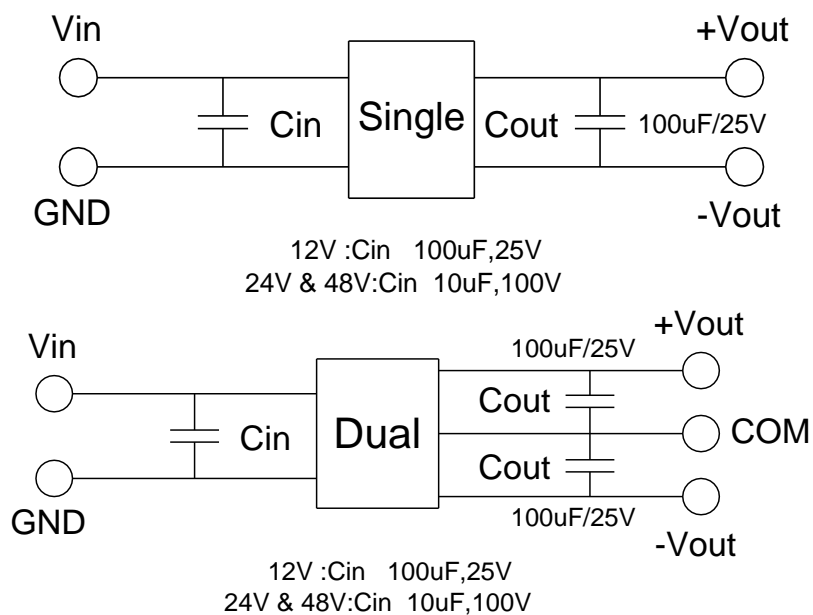 Vin
+Vout
Cin
Single
Cout
100uF/25V
GND
-Vout
12V :Cin 100uF,25V
24V & 48V:Cin 10uF,100V
+Vout
Vin
100uF/25V
Cout
Cin
Dual
COM
Cout
GND
100uF/25V
-Vout
12V :Cin 100uF,25V
24V & 48V:Cin 10uF,100V